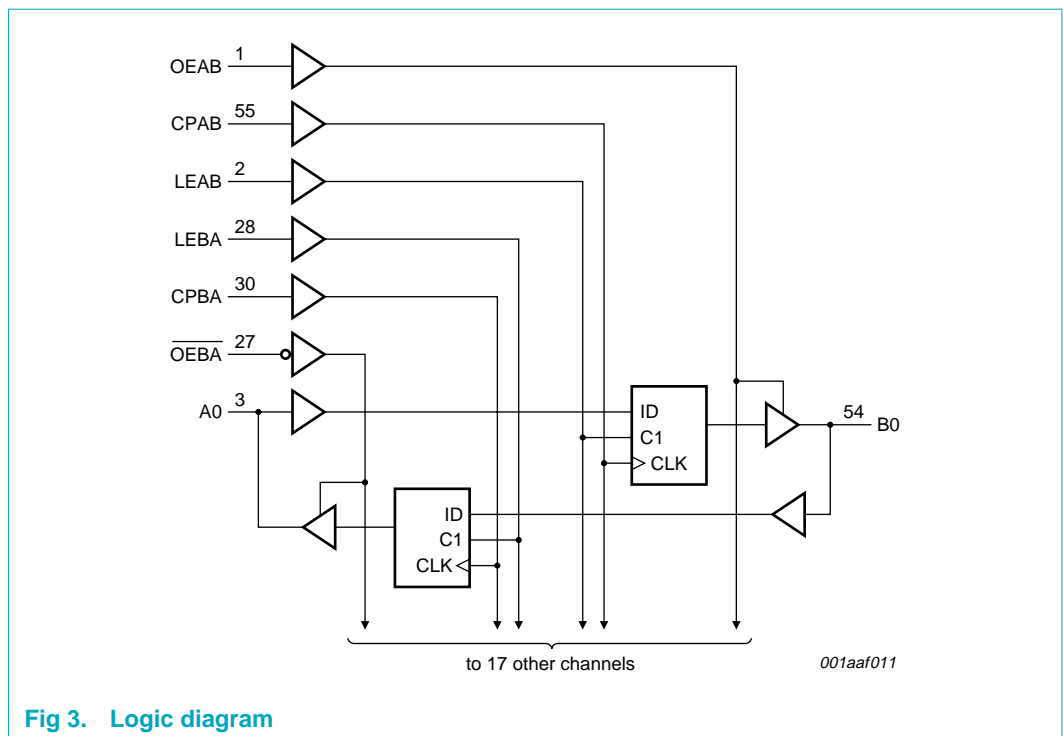 OEAB 1
CPAB 55
LEAB 2
LEBA 28
CPBA 30
OEBA 27
A0 3
ID
C1
CLK
54 B0
ID
C1
CLK
to 17 other channels
001aaf011
Fig 3. Logic diagram